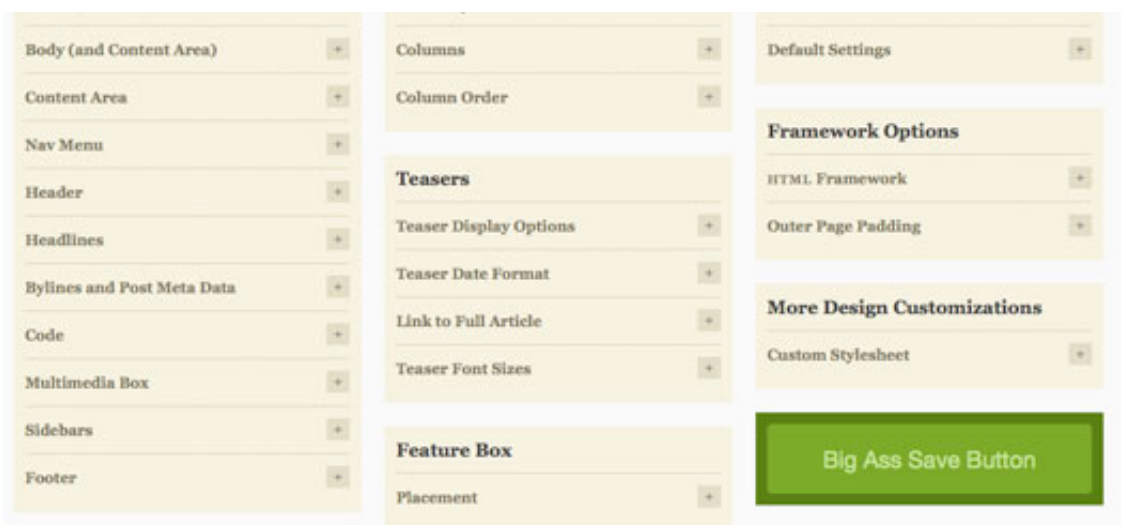 Body (and Content Area) +
Content Area +
Nav Menu +
Header +
Headlines +
Bylines and Post Meta Data +
Code +
Multimedia Box +
Sidebars +
Footer +
Columns +
Column Order +
Teasers
Teaser Display Options +
Teaser Date Format +
Link to Full Article +
Teaser Font Sizes +
Feature Box
Placement +
Default Settings +
Framework Options
HTML Framework +
Outer Page Padding +
More Design Customizations
Custom Stylesheet +
Big Ass Save Button